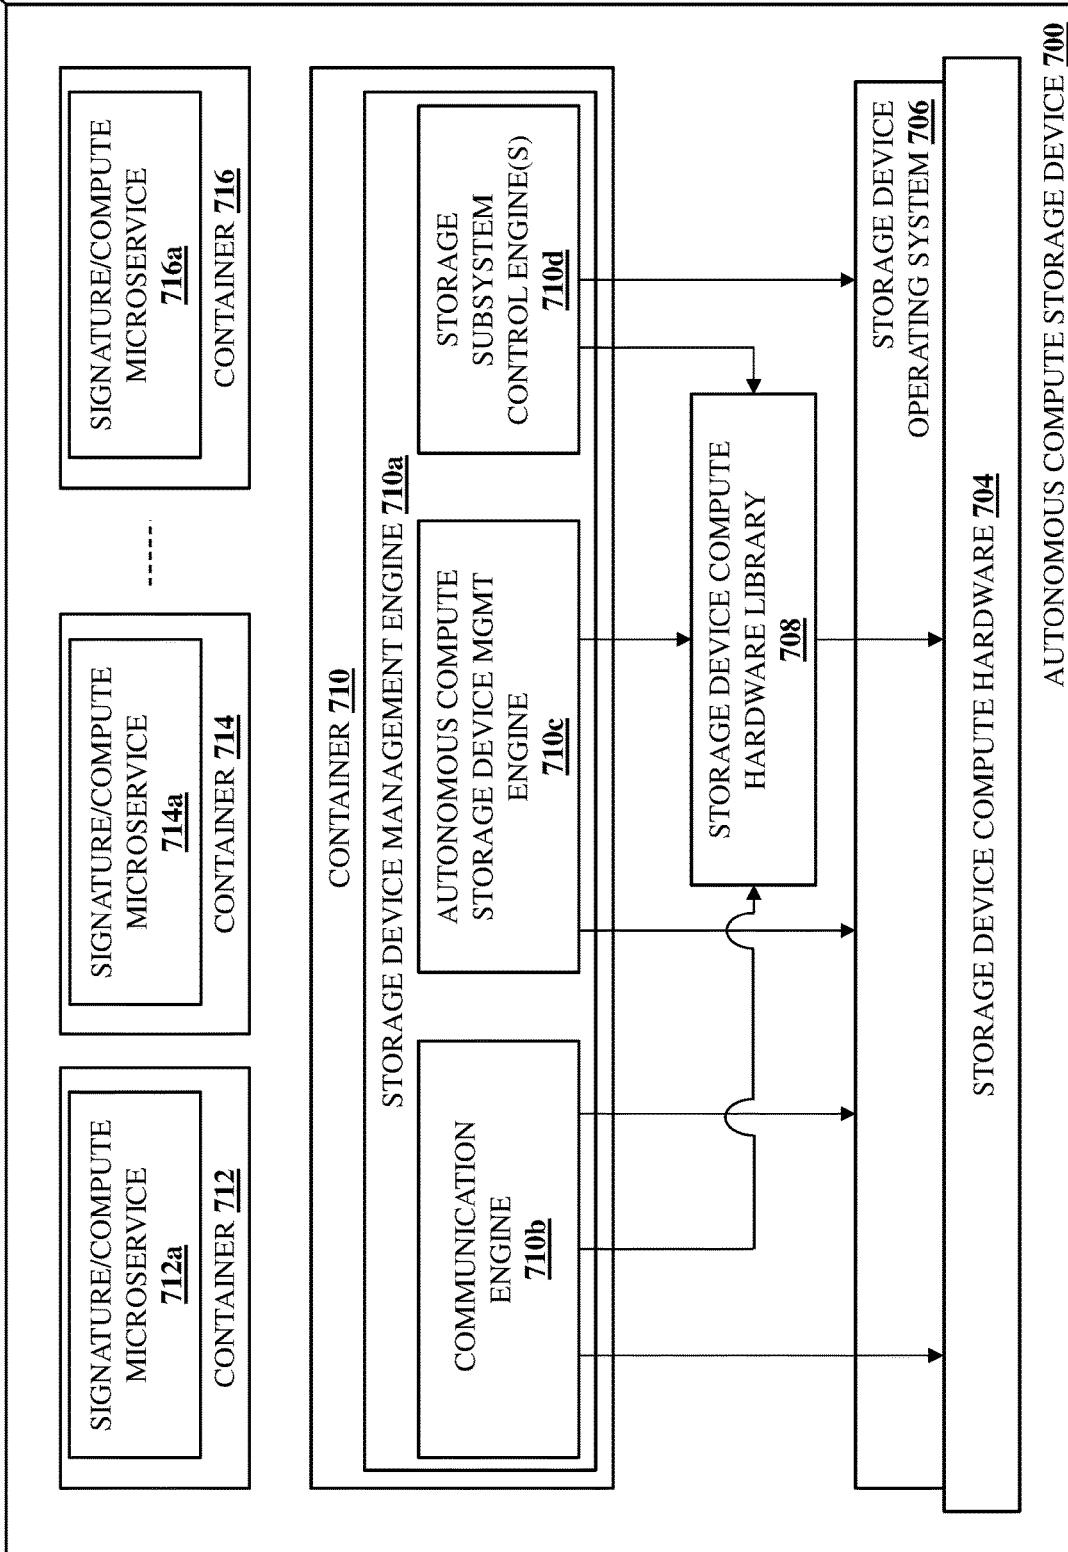 SIGNATURE/COMPUTE
MICROSERVICE
712a
CONTAINER 712
SIGNATURE/COMPUTE
MICROSERVICE
714a
CONTAINER 714
SIGNATURE/COMPUTE
MICROSERVICE
716a
CONTAINER 716
CONTAINER 710
STORAGE DEVICE MANAGEMENT ENGINE 710a
COMMUNICATION
ENGINE
710b
AUTONOMOUS COMPUTE
STORAGE DEVICE MGMT
ENGINE
710c
STORAGE
SUBSYSTEM
CONTROL ENGINE(S)
710d
STORAGE DEVICE COMPUTE
HARDWARE LIBRARY
708
STORAGE DEVICE
OPERATING SYSTEM 706
STORAGE DEVICE COMPUTE HARDWARE 704
AUTONOMOUS COMPUTE STORAGE DEVICE 700